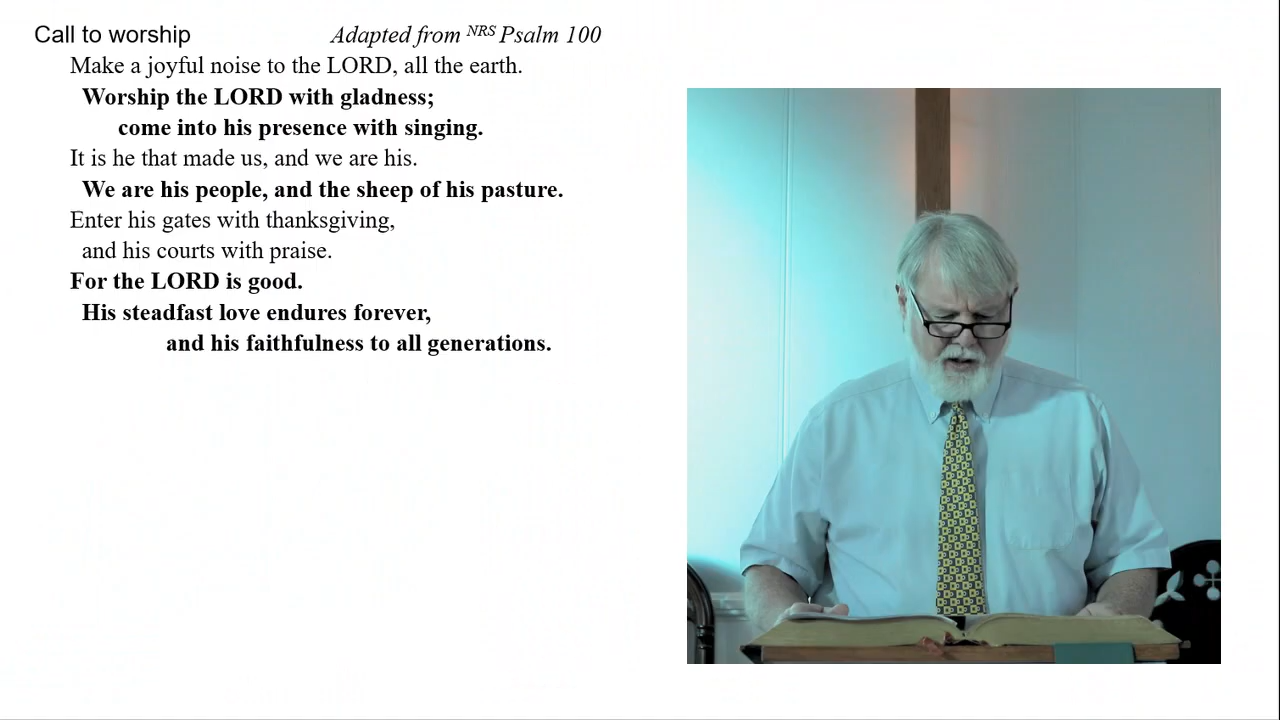 Call to worship Adapted from NRS Psalm 100
Make a joyful noise to the LORD, all the earth.
Worship the LORD with gladness;
come into his presence with singing.
It is he that made us, and we are his.
We are his people, and the sheep of his pasture.
Enter his gates with thanksgiving,
and his courts with praise.
For the LORD is good.
His steadfast love endures forever,
and his faithfulness to all generations.